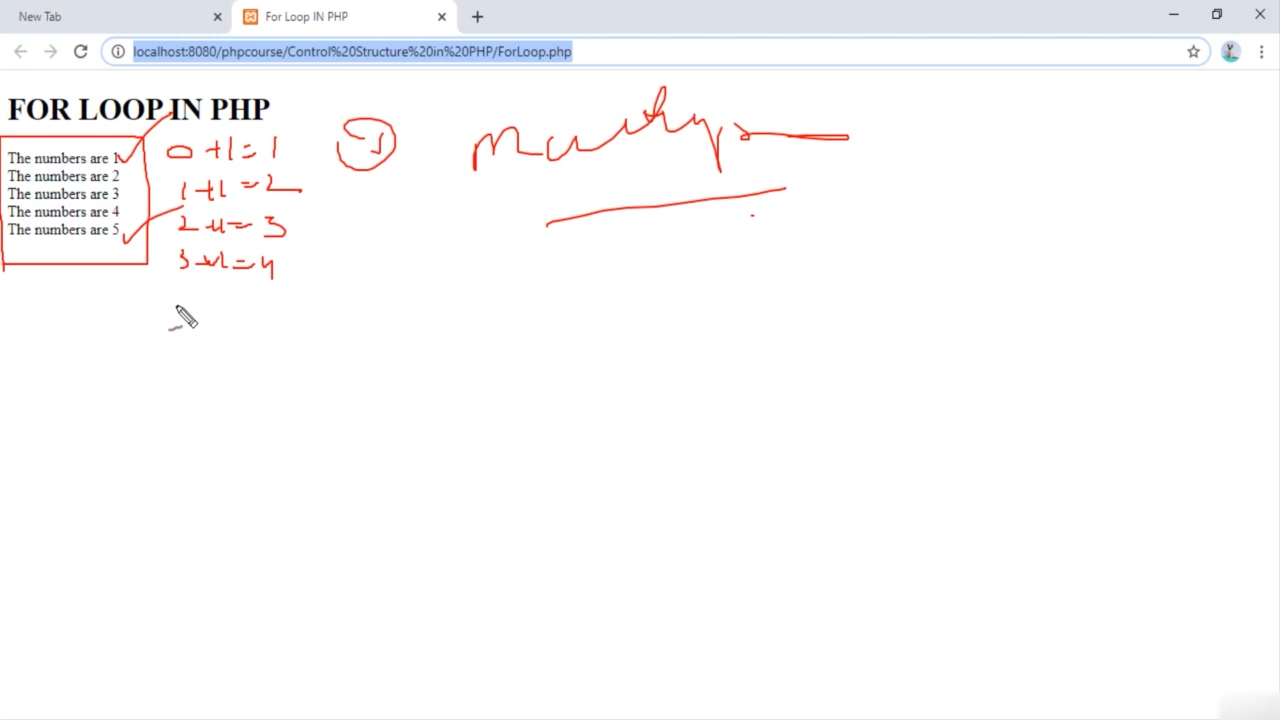 New Tab
For Loop IN PHP
localhost:8080/phpcourse/Control%20Structure%20in%20PHP/ForLoop.php
FOR LOOP IN PHP
The numbers are 1
The numbers are 2
The numbers are 3
The numbers are 4
The numbers are 5
0+1=1
1+1=2
2+1=3
3+1=4